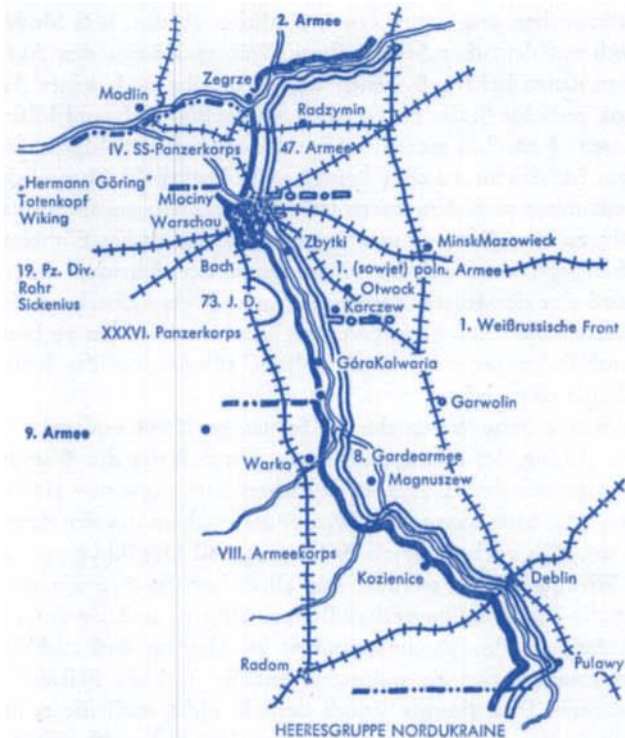 2. Armee
Zegrze
Modlin
Radzymin
IV. SS-Panzerkorps
47. Armee
„Hermann Göring"
Totenkopf
Wiking
Mlociny
Warschau
Zbytki
MinskMazowieck
19. Pz. Div.
Rohr
Sickenius
Bach
1. (sowjet) poln. Armee
73. J. D.
Otwock
Karczew
XXXVI. Panzerkorps
1. Weißrussische Front
GóraKalwaria
Garwolin
9. Armee
Warka
8. Gardearmee
Magnuszew
VIII. Armeekorps
Kozienice
Deblin
Radom
Pulawy
HEERESGRUPPE NORDUKRAINE